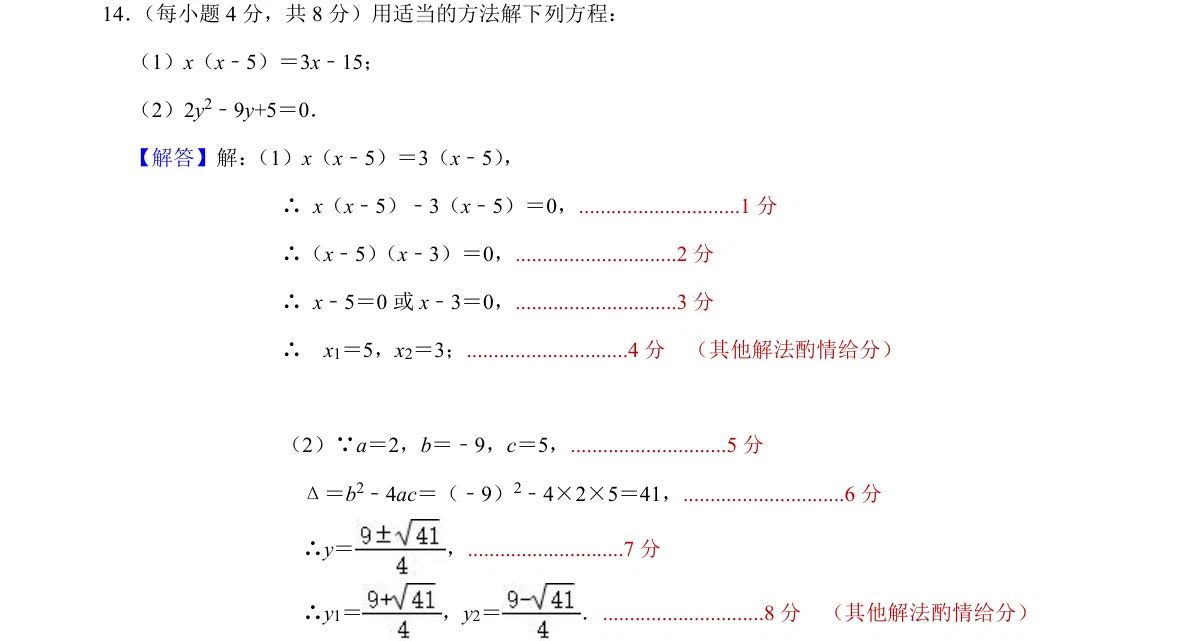 14.（每小题 4 分，共 8 分）用适当的方法解下列方程：
（1）x（x﹣5）＝3x﹣15；
（2）2y²﹣9y+5＝0．
【解答】解：（1）x（x﹣5）＝3（x﹣5），
∴ x（x﹣5）﹣3（x﹣5）＝0，..............................1 分
∴（x﹣5）（x﹣3）＝0，..............................2 分
∴ x﹣5＝0 或 x﹣3＝0，..............................3 分
∴ x₁＝5，x₂＝3；..............................4 分 （其他解法酌情给分）
（2）∵a＝2，b＝﹣9，c＝5，.............................5 分
Δ＝b²﹣4ac＝（﹣9）²﹣4×2×5＝41，..............................6 分
∴y＝(9±√41)/4，.............................7 分
∴y₁＝(9+√41)/4，y₂＝(9-√41)/4．..............................8 分 （其他解法酌情给分）